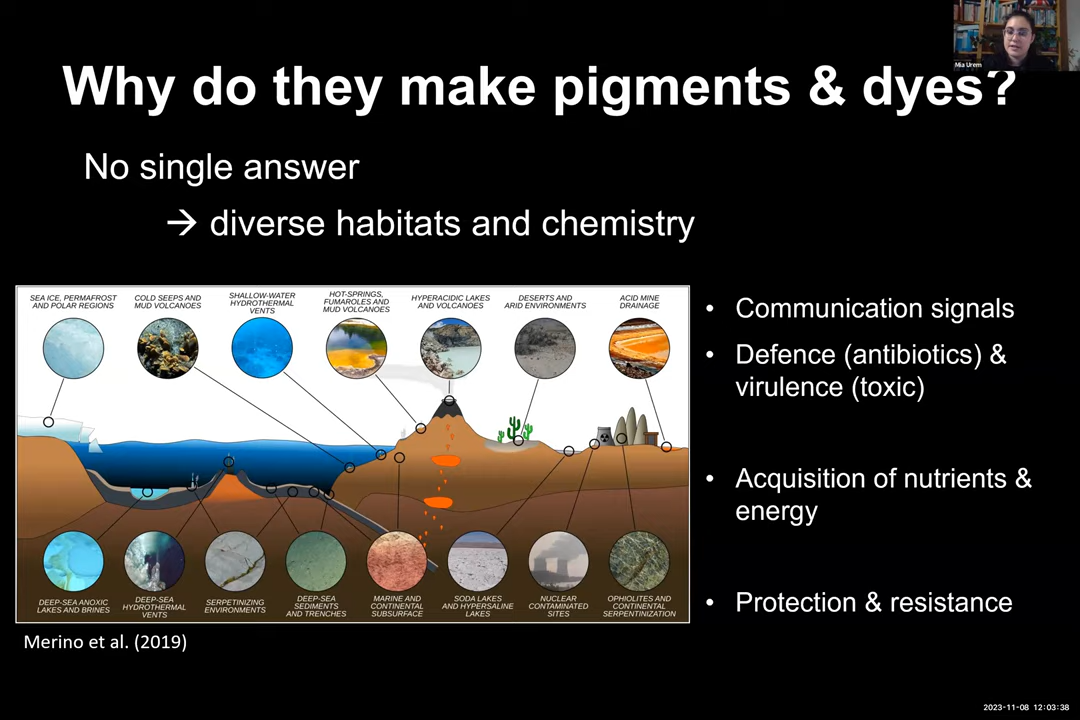 Mia Urem
Why do they make pigments & dyes?
No single answer
→ diverse habitats and chemistry
SEA ICE, PERMAFROST
AND POLAR REGIONS
COLD SEEPS AND
MUD VOLCANOES
SHALLOW-WATER
HYDROTHERMAL
VENTS
HOT-SPRINGS,
FUMAROLES AND
MUD VOLCANOES
HYPERACIDIC LAKES
AND VOLCANOES
DESERTS AND
ARID ENVIRONMENTS
ACID MINE
DRAINAGE
DEEP-SEA ANOXIC
LAKES AND BRINES
DEEP-SEA
HYDROTHERMAL
VENTS
SERPETINIZING
ENVIRONMENTS
DEEP-SEA
SEDIMENTS
AND TRENCHES
MARINE AND
CONTINENTAL
SUBSURFACE
SODA LAKES
AND HYPERSALINE
LAKES
NUCLEAR
CONTAMINATED
SITES
OPHIOLITES AND
CONTINENTAL
SERPENTINIZATION
Merino et al. (2019)
• Communication signals
• Defence (antibiotics) &
virulence (toxic)
• Acquisition of nutrients &
energy
• Protection & resistance
2023-11-08 12:03:38